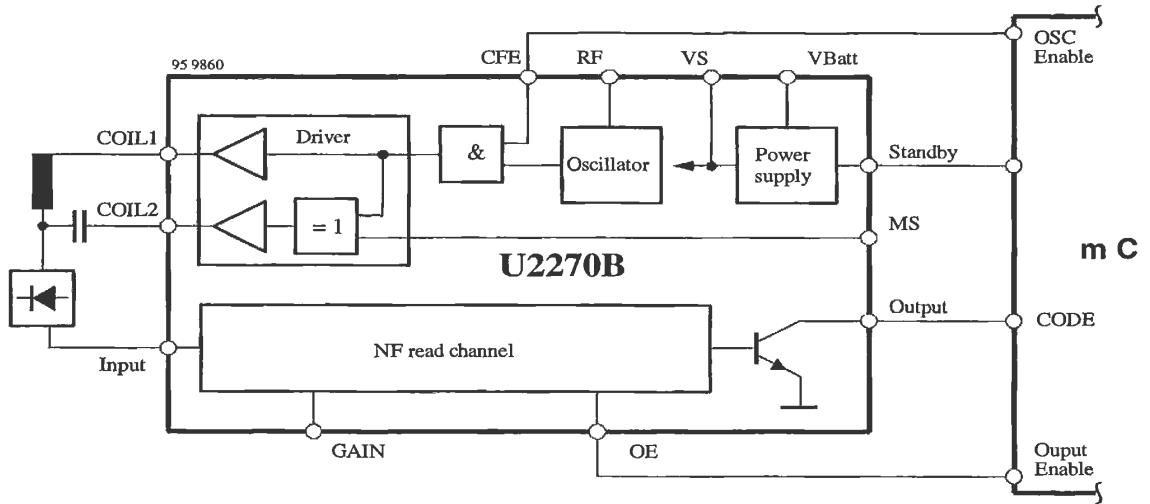 OSC
Enable
CFE
RF
VS
VBatt
95 9860
COIL1
Driver
&
Oscillator
Power
supply
Standby
COIL2
= 1
MS
U2270B
m C
Output
CODE
NF read channel
Input
GAIN
OE
Ouput
Enable